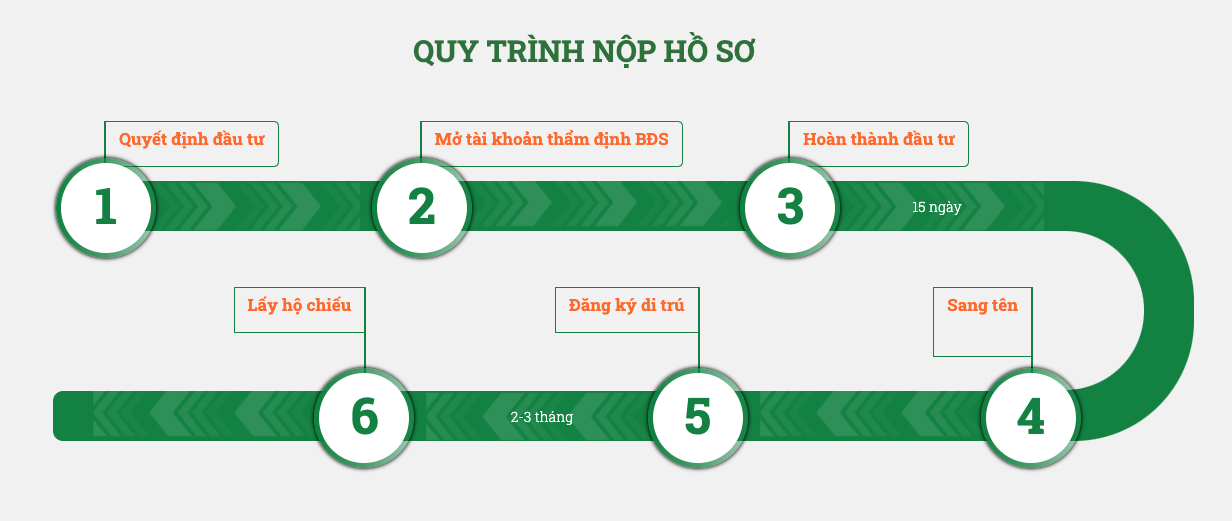 QUY TRÌNH NỘP HỒ SƠ
Quyết định đầu tư
Mở tài khoản thẩm định BĐS
Hoàn thành đầu tư
1
2
3
15 ngày
Sang tên
4
Đăng ký di trú
5
2-3 tháng
Lấy hộ chiếu
6